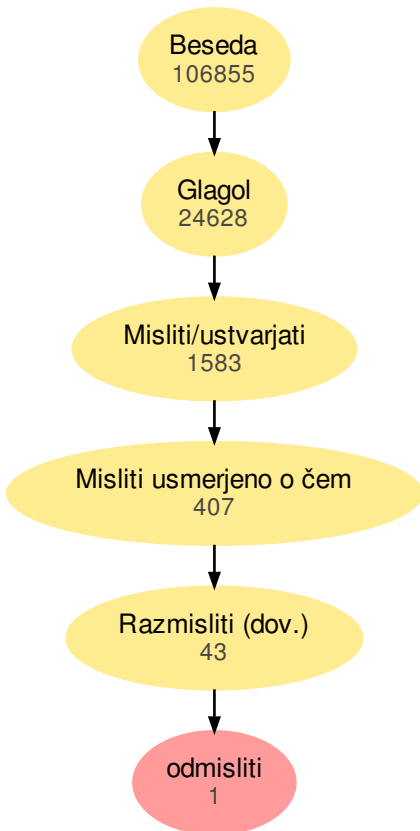 Beseda
106855
Glagol
24628
Misliti/ustvarjati
1583
Misliti usmerjeno o čem
407
Razmisliti (dov.)
43
odmisliti
1